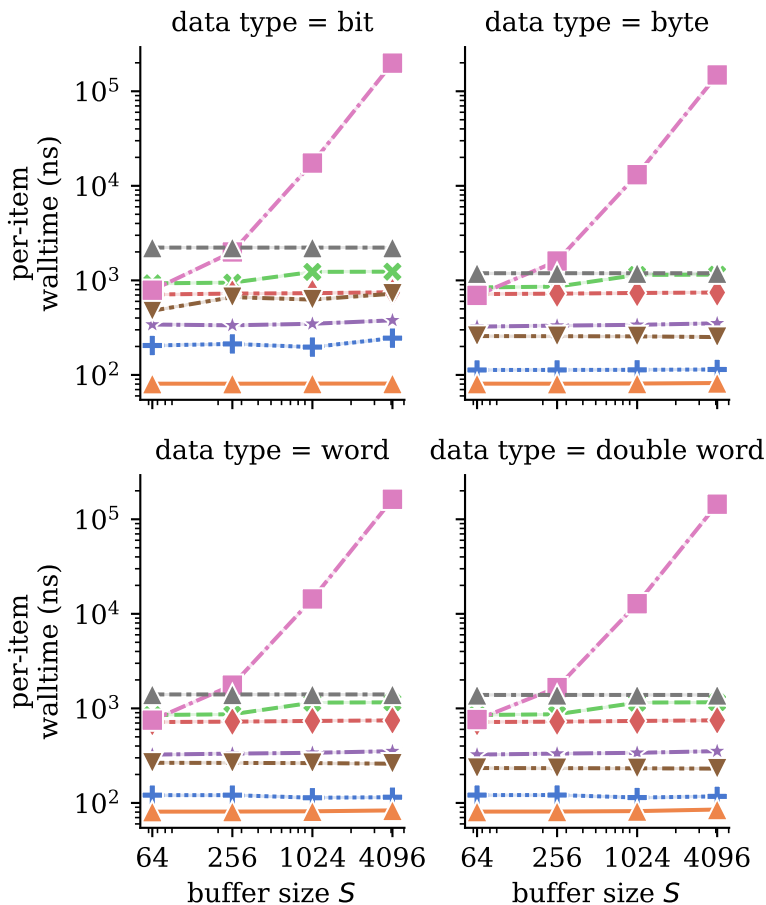 data type = bit
data type = byte
per-item
walltime (ns)
10⁵
10⁴
10³
10²
data type = word
data type = double word
per-item
walltime (ns)
10⁵
10⁴
10³
10²
64 256 1024 4096
64 256 1024 4096
buffer size S
buffer size S